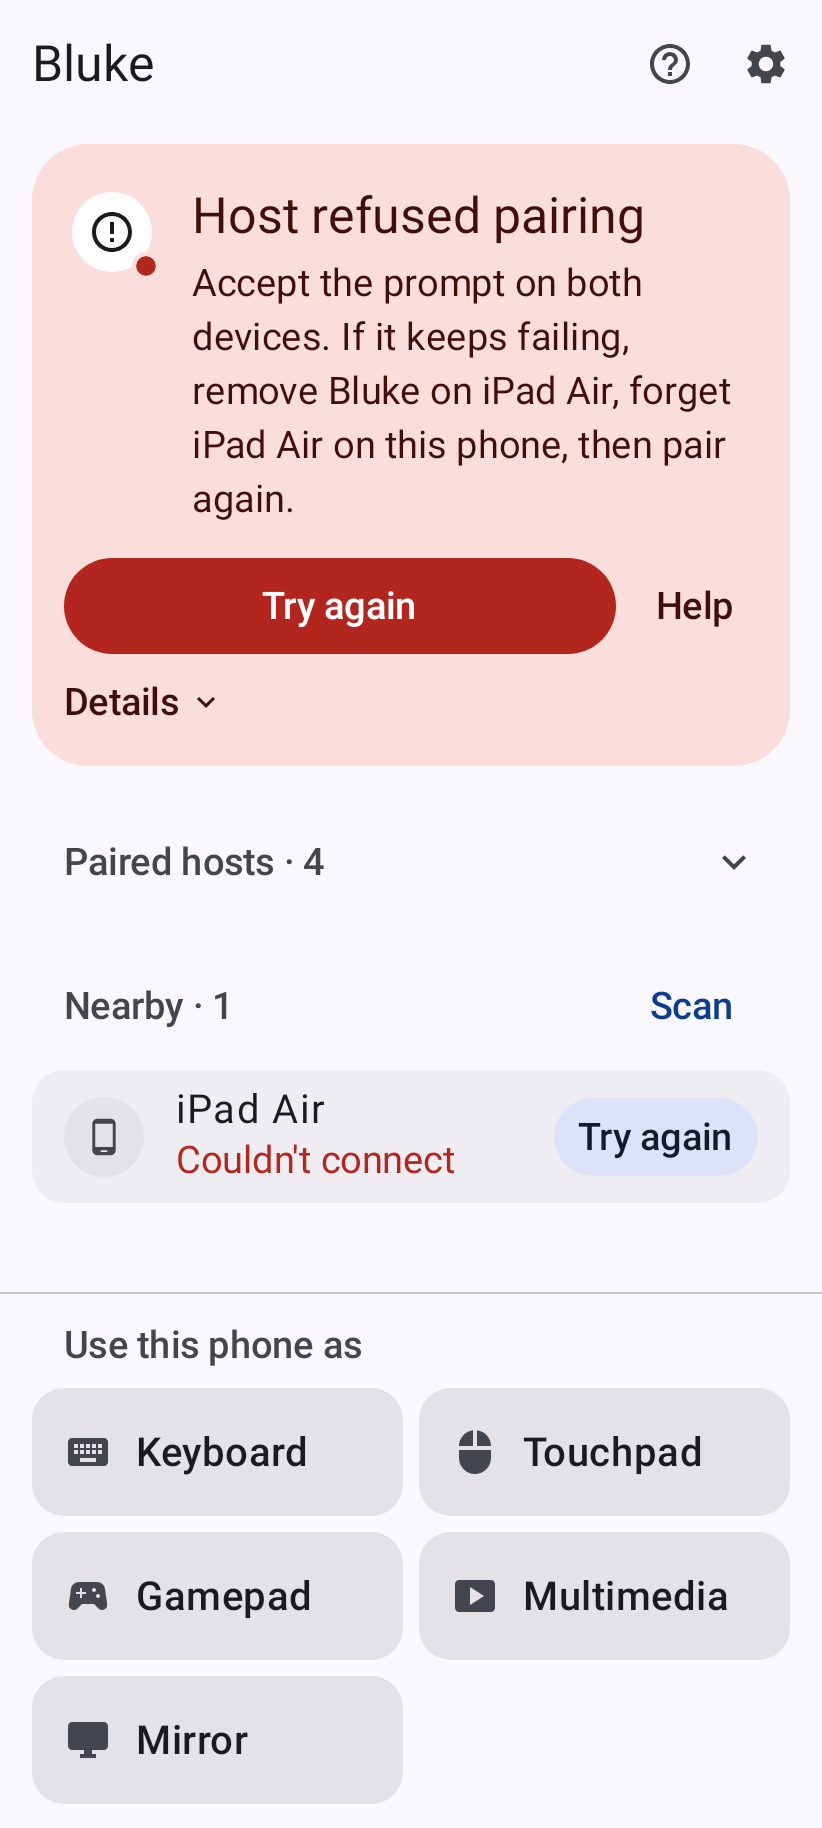 Bluke
Host refused pairing
Accept the prompt on both
devices. If it keeps failing,
remove Bluke on iPad Air, forget
iPad Air on this phone, then pair
again.
Try again
Help
Details
Paired hosts · 4
Nearby · 1
Scan
iPad Air
Couldn't connect
Try again
Use this phone as
Keyboard
Touchpad
Gamepad
Multimedia
Mirror